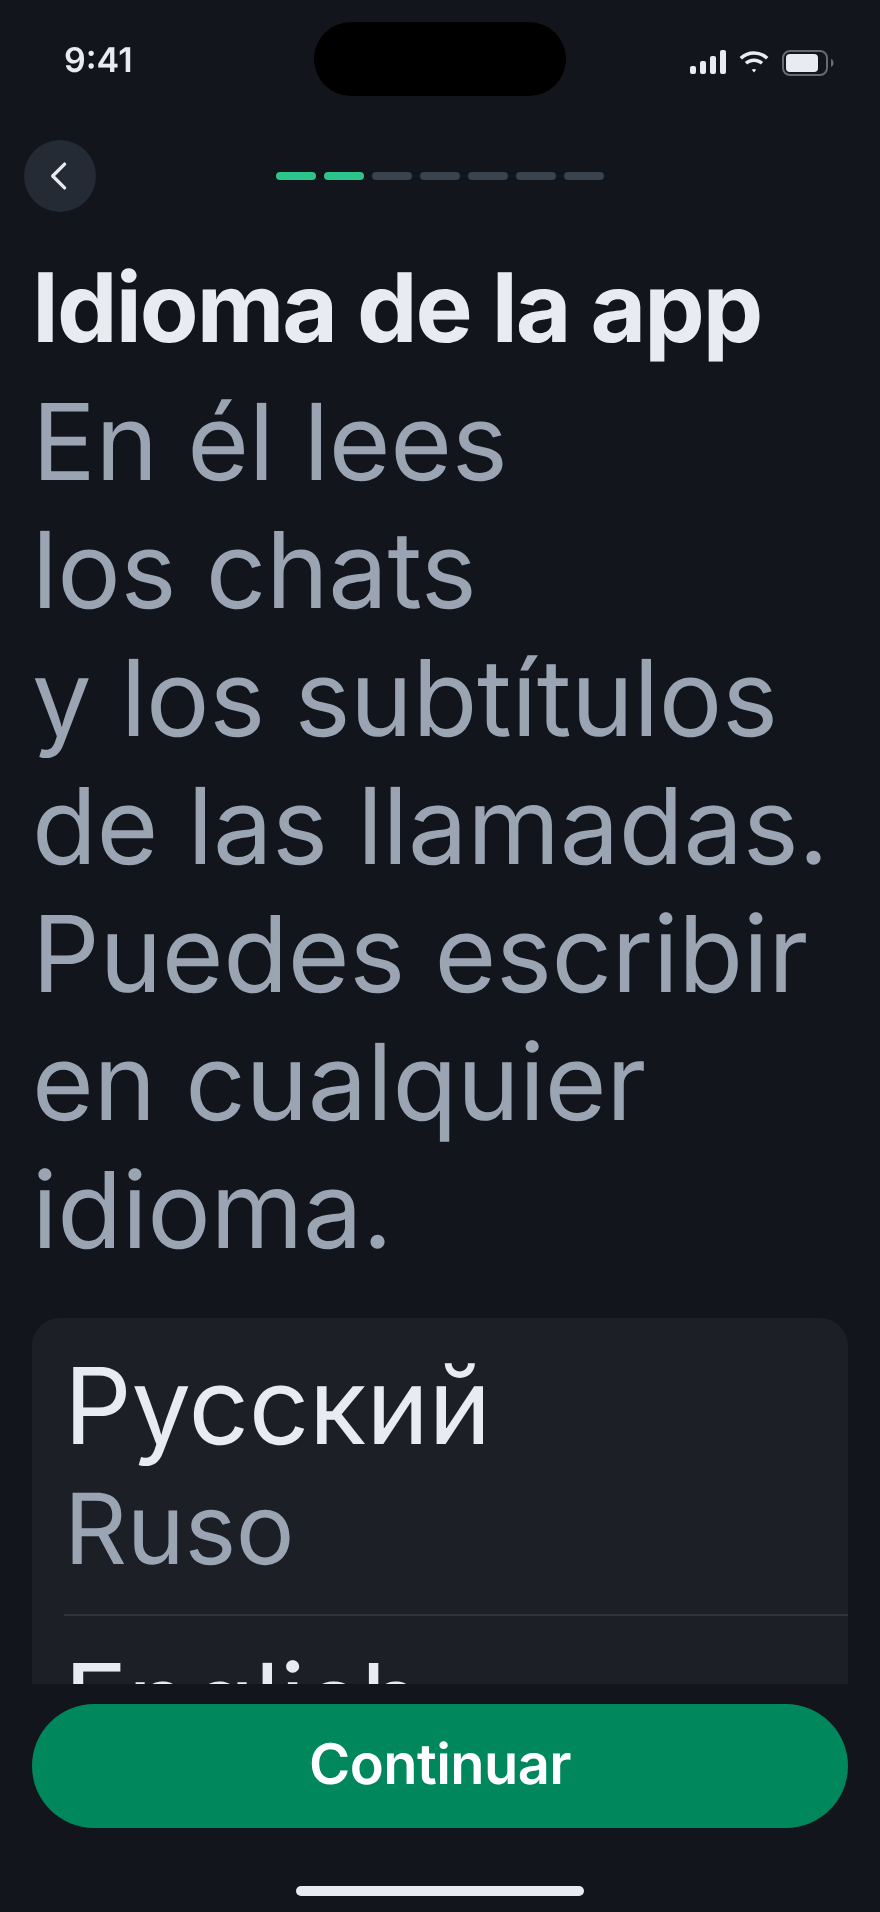 9:41
Idioma de la app
En él lees
los chats
y los subtítulos
de las llamadas.
Puedes escribir
en cualquier
idioma.
Русский
Ruso
English
Continuar